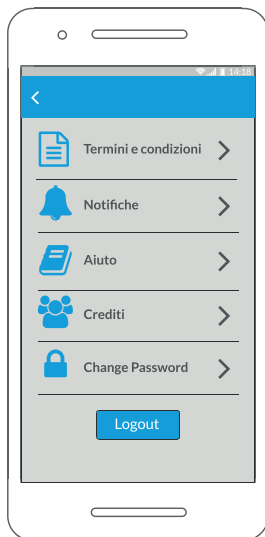 14:18
Termini e condizioni
Notifiche
Aiuto
Crediti
Change Password
Logout